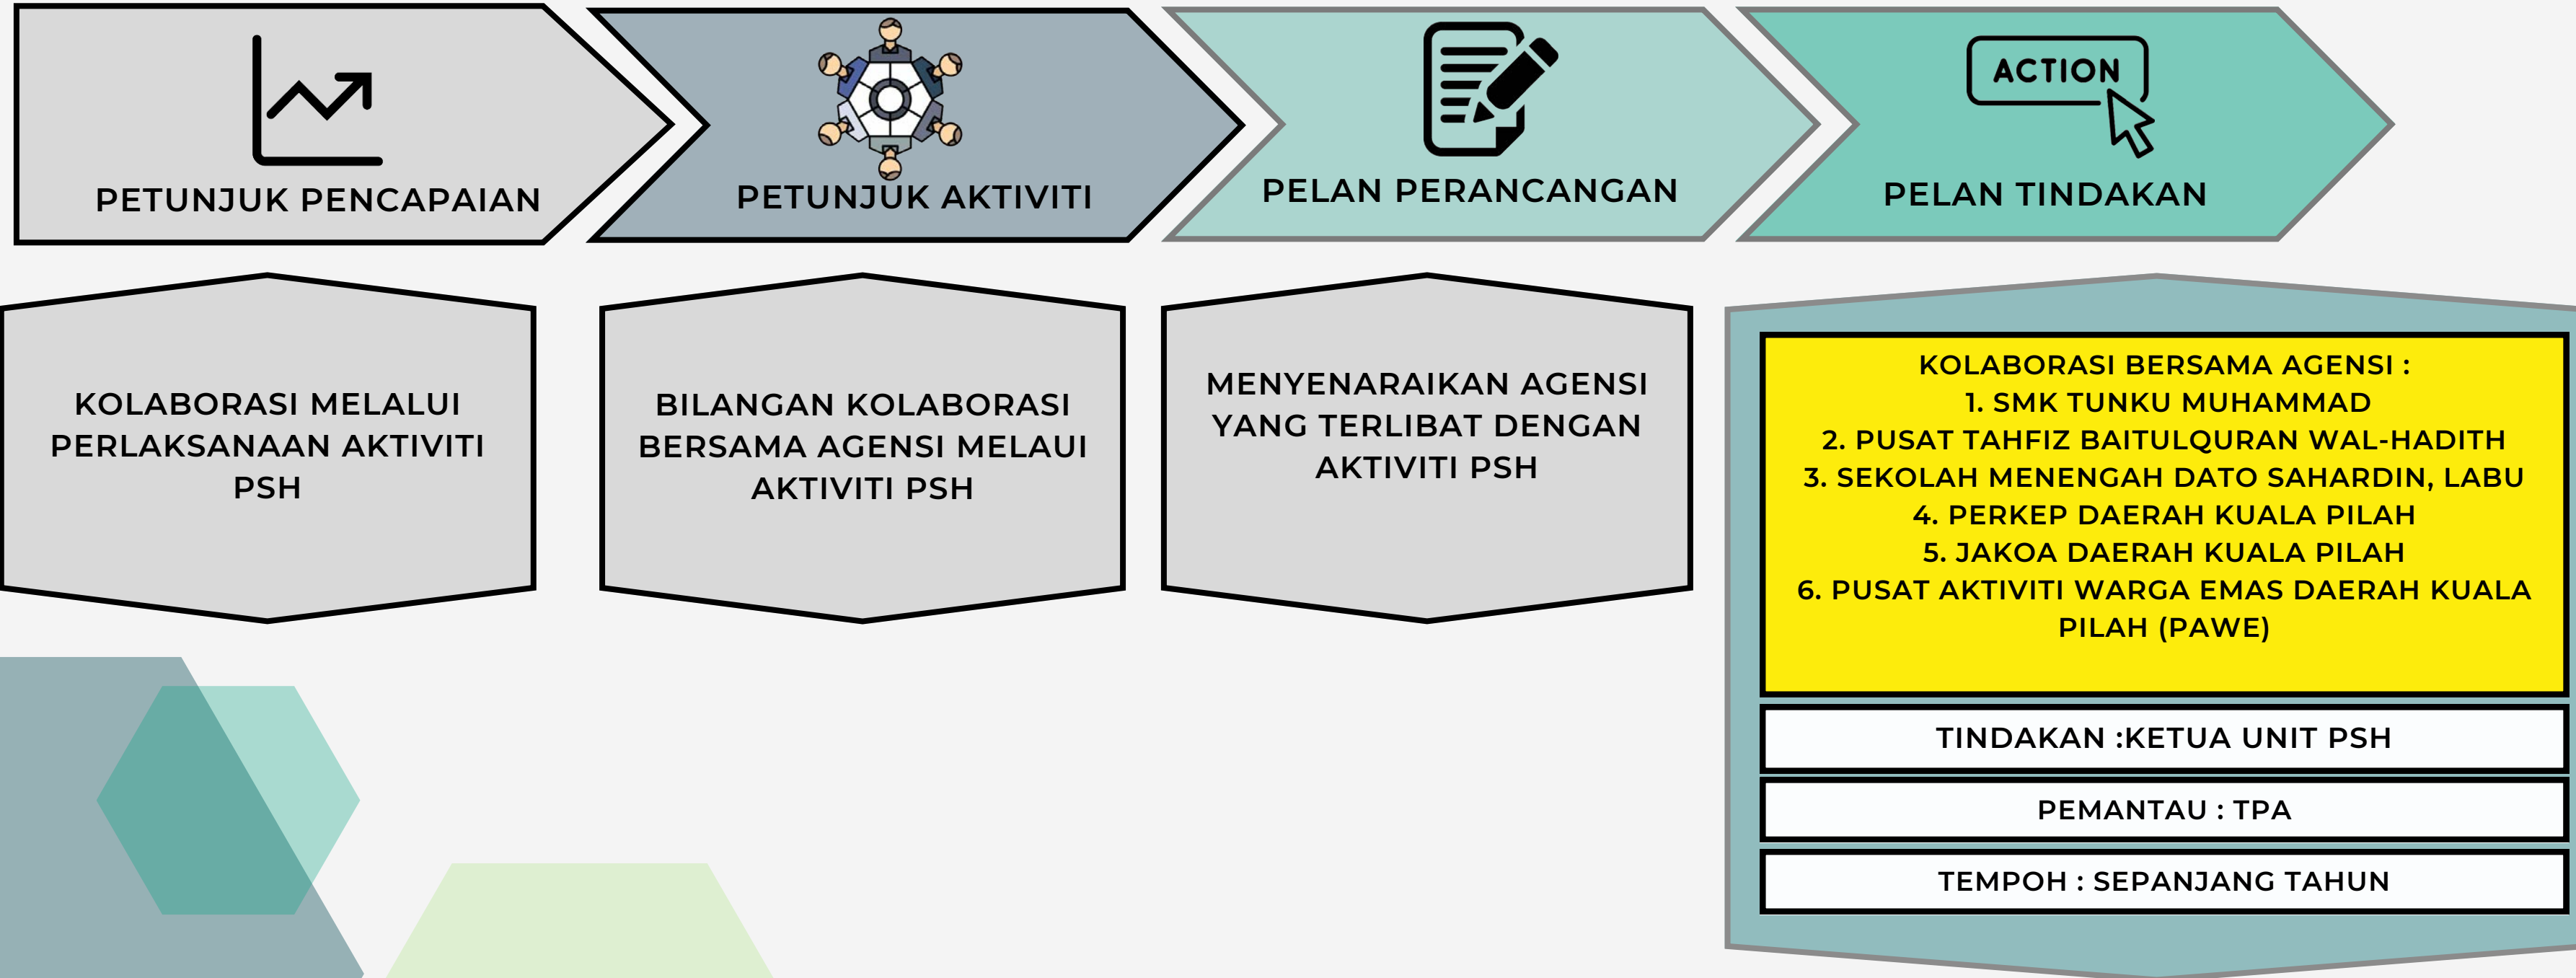 PETUNJUK PENCAPAIAN
PETUNJUK AKTIVITI
PELAN PERANCANGAN
ACTION
PELAN TINDAKAN
KOLABORASI MELALUI
PERLAKSANAAN AKTIVITI
PSH
BILANGAN KOLABORASI
BERSAMA AGENSI MELAUI
AKTIVITI PSH
MENYENARAIKAN AGENSI
YANG TERLIBAT DENGAN
AKTIVITI PSH
KOLABORASI BERSAMA AGENSI :
1. SMK TUNKU MUHAMMAD
2. PUSAT TAHFIZ BAITULQURAN WAL-HADITH
3. SEKOLAH MENENGAH DATO SAHARDIN, LABU
4. PERKEP DAERAH KUALA PILAH
5. JAKOA DAERAH KUALA PILAH
6. PUSAT AKTIVITI WARGA EMAS DAERAH KUALA
PILAH (PAWE)
TINDAKAN :KETUA UNIT PSH
PEMANTAU : TPA
TEMPOH : SEPANJANG TAHUN